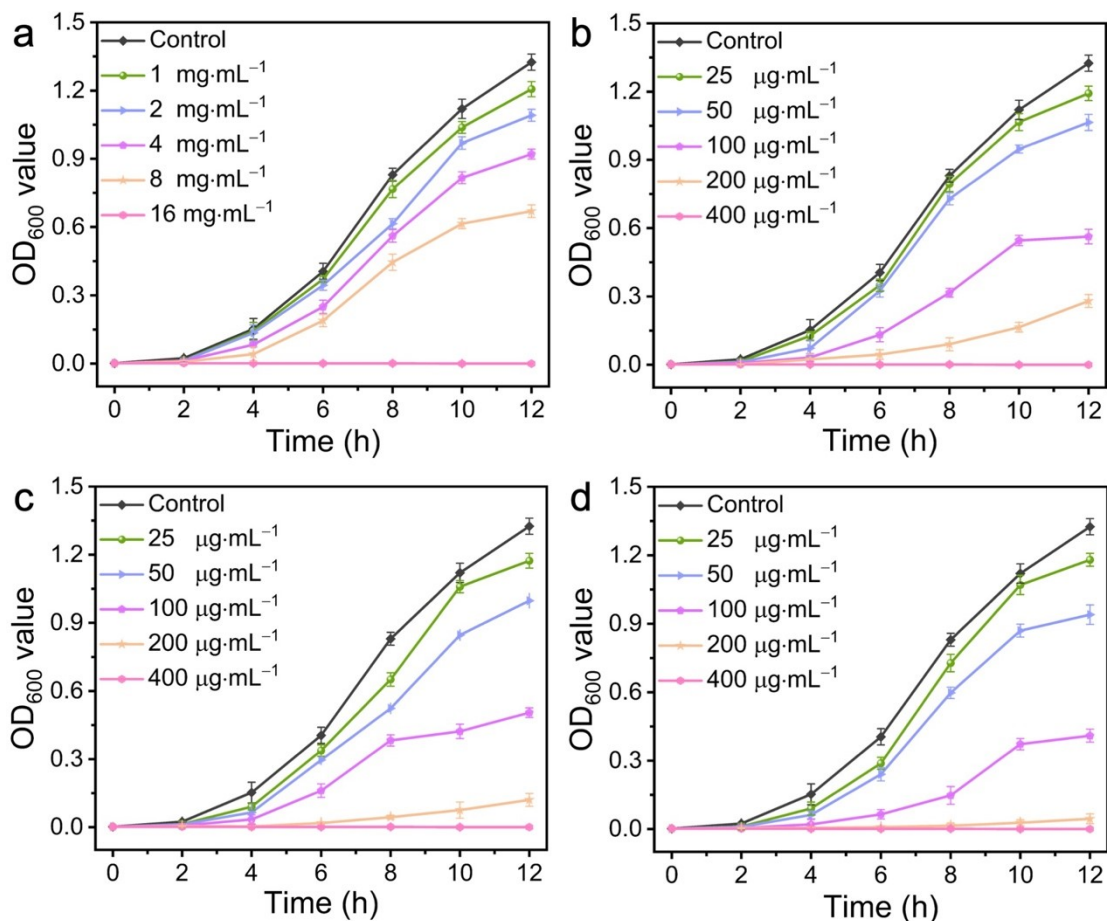 a
1.5
1.2
0.9
0.6
0.3
0.0
OD₆₀₀ value
Control
1 mg·mL⁻¹
2 mg·mL⁻¹
4 mg·mL⁻¹
8 mg·mL⁻¹
16 mg·mL⁻¹
0 2 4 6 8 10 12
Time (h)
b
1.5
1.2
0.9
0.6
0.3
0.0
OD₆₀₀ value
Control
25 μg·mL⁻¹
50 μg·mL⁻¹
100 μg·mL⁻¹
200 μg·mL⁻¹
400 μg·mL⁻¹
0 2 4 6 8 10 12
Time (h)
c
1.5
1.2
0.9
0.6
0.3
0.0
OD₆₀₀ value
Control
25 μg·mL⁻¹
50 μg·mL⁻¹
100 μg·mL⁻¹
200 μg·mL⁻¹
400 μg·mL⁻¹
0 2 4 6 8 10 12
Time (h)
d
1.5
1.2
0.9
0.6
0.3
0.0
OD₆₀₀ value
Control
25 μg·mL⁻¹
50 μg·mL⁻¹
100 μg·mL⁻¹
200 μg·mL⁻¹
400 μg·mL⁻¹
0 2 4 6 8 10 12
Time (h)